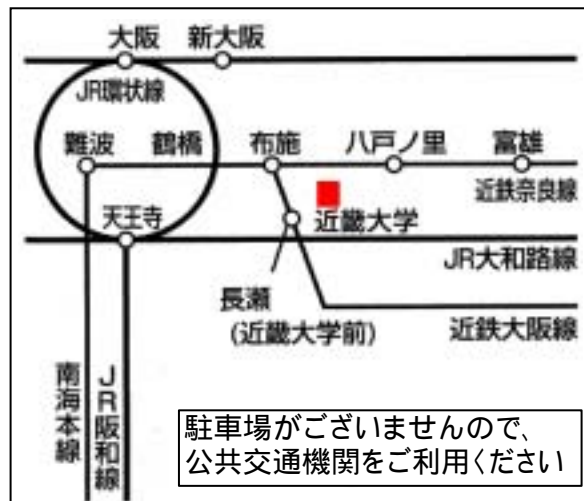 大阪
新大阪
JR環状線
難波
鶴橋
布施
八戸ノ里
富雄
近鉄奈良線
近畿大学
天王寺
JR大和路線
長瀬
(近畿大学前)
近鉄大阪線
南海本線
JR阪和線
駐車場がございませんので、
公共交通機関をご利用ください